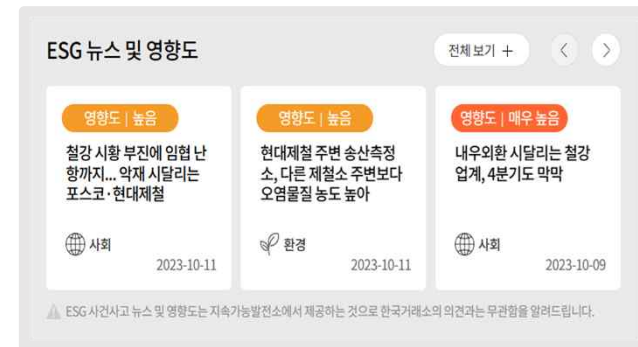 ESG 뉴스 및 영향도
전체 보기 +
영향도 | 높음
철강 시황 부진에 임협 난
항까지... 악재 시달리는
포스코·현대제철
사회
2023-10-11
영향도 | 높음
현대제철 주변 송산측정
소, 다른 제철소 주변보다
오염물질 농도 높아
환경
2023-10-11
영향도 | 매우 높음
내우외환 시달리는 철강
업계, 4분기도 막막
사회
2023-10-09
ESG 사건사고 뉴스 및 영향도는 지속가능발전소에서 제공하는 것으로 한국거래소의 의견과는 무관함을 알려드립니다.